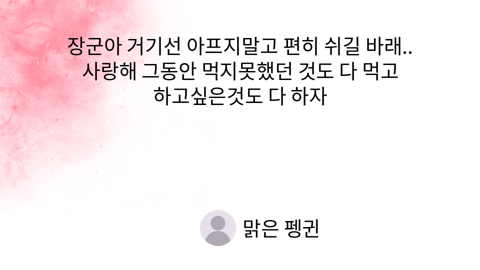 장군아 거기선 아프지말고 편히 쉬길 바래..
사랑해 그동안 먹지못했던 것도 다 먹고
하고싶은것도 다 하자
맑은 펭귄